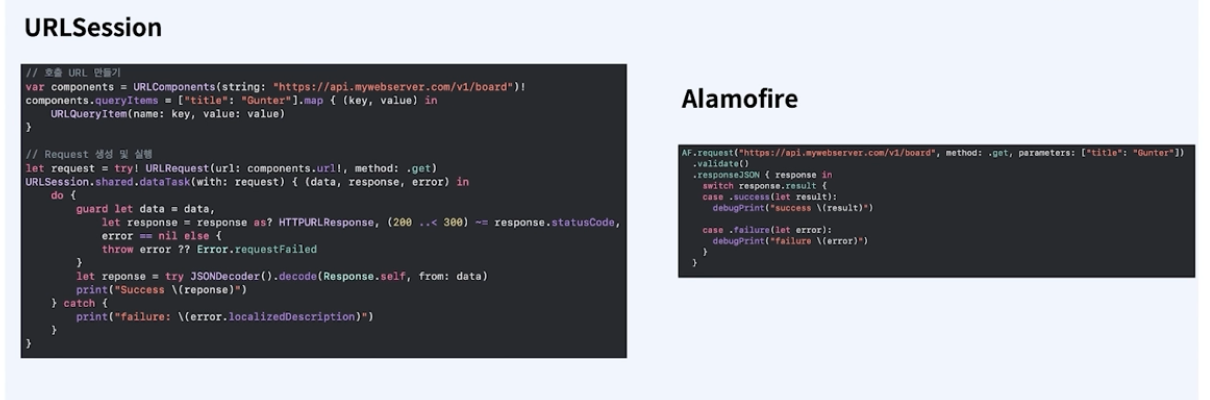 URLSession
// 호출 URL 만들기
var components = URLComponents(string: "https://api.mywebserver.com/v1/board")!
components.queryItems = ["title": "Gunter"].map { (key, value) in
    URLQueryItem(name: key, value: value)
}

// Request 생성 및 실행
let request = try! URLRequest(url: components.url!, method: .get)
URLSession.shared.dataTask(with: request) { (data, response, error) in
    do {
        guard let data = data,
            let response = response as? HTTPURLResponse, (200 ..< 300) ~= response.statusCode,
            error == nil else {
            throw error ?? Error.requestFailed
        }
        let reponse = try JSONDecoder().decode(Response.self, from: data)
        print("Success \(reponse)")
    } catch {
        print("failure: \(error.localizedDescription)")
    }
}
Alamofire
AF.request("https://api.mywebserver.com/v1/board", method: .get, parameters: ["title": "Gunter"])
  .validate()
  .responseJSON { response in
    switch response.result {
    case .success(let result):
      debugPrint("success \(result)")

    case .failure(let error):
      debugPrint("failure \(error)")
    }
  }